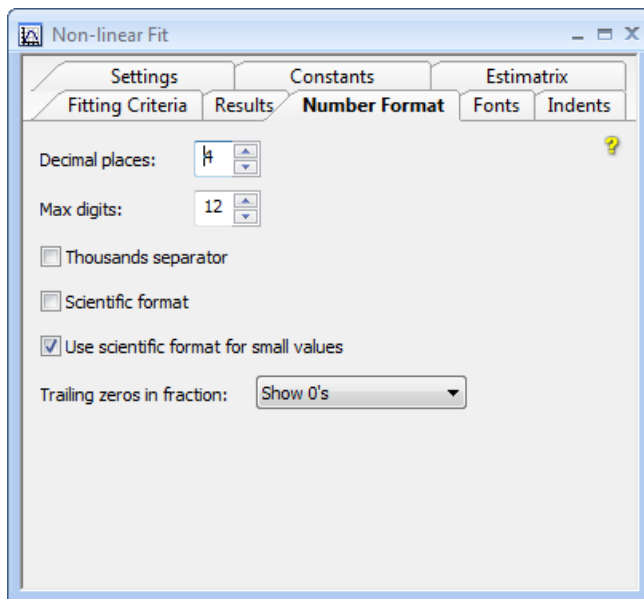 Non-linear Fit
Settings Constants Estimatrix
Fitting Criteria Results Number Format Fonts Indents
Decimal places: 4
Max digits: 12
Thousands separator
Scientific format
Use scientific format for small values
Trailing zeros in fraction: Show 0's